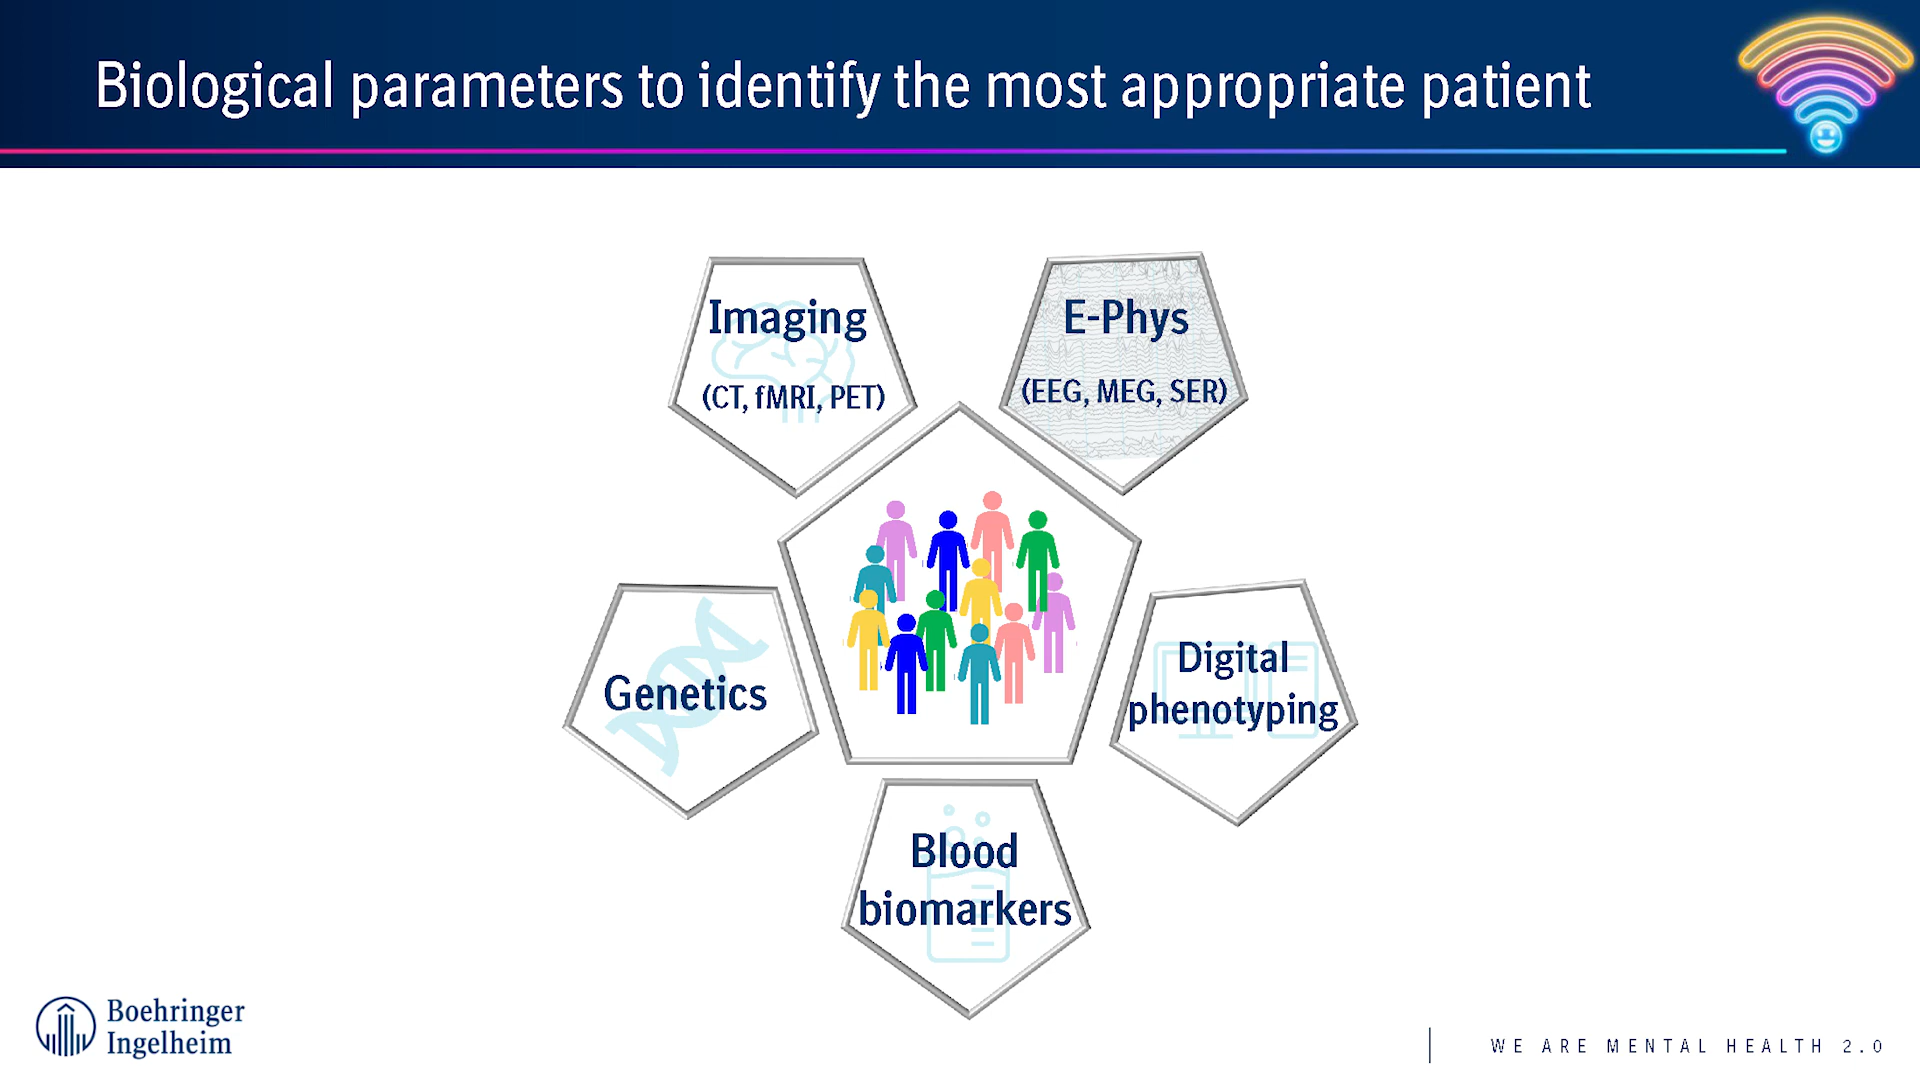 Biological parameters to identify the most appropriate patient
Imaging
(CT, fMRI, PET)
E-Phys
(EEG, MEG, SER)
Genetics
Digital
phenotyping
Blood
biomarkers
Boehringer
Ingelheim
WE ARE MENTAL HEALTH 2.0